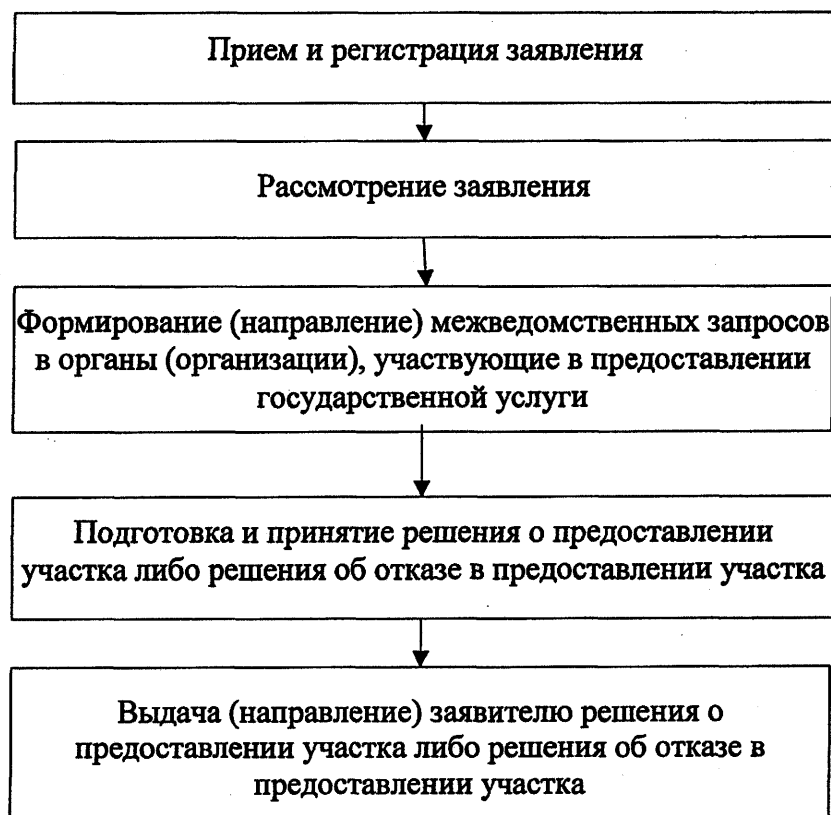 Прием и регистрация заявления
Рассмотрение заявления
Формирование (направление) межведомственных запросов
в органы (организации), участвующие в предоставлении
государственной услуги
Подготовка и принятие решения о предоставлении
участка либо решения об отказе в предоставлении участка
Выдача (направление) заявителю решения о
предоставлении участка либо решения об отказе в
предоставлении участка